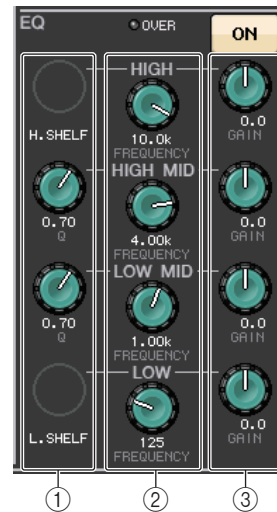 EQ OVER ON
HIGH
H.SHELF 10.0k 0.0
FREQUENCY GAIN
HIGH MID
0.70 4.00k 0.0
Q FREQUENCY GAIN
LOW MID
0.70 1.00k 0.0
Q FREQUENCY GAIN
LOW
L.SHELF 125 0.0
FREQUENCY GAIN
① ② ③